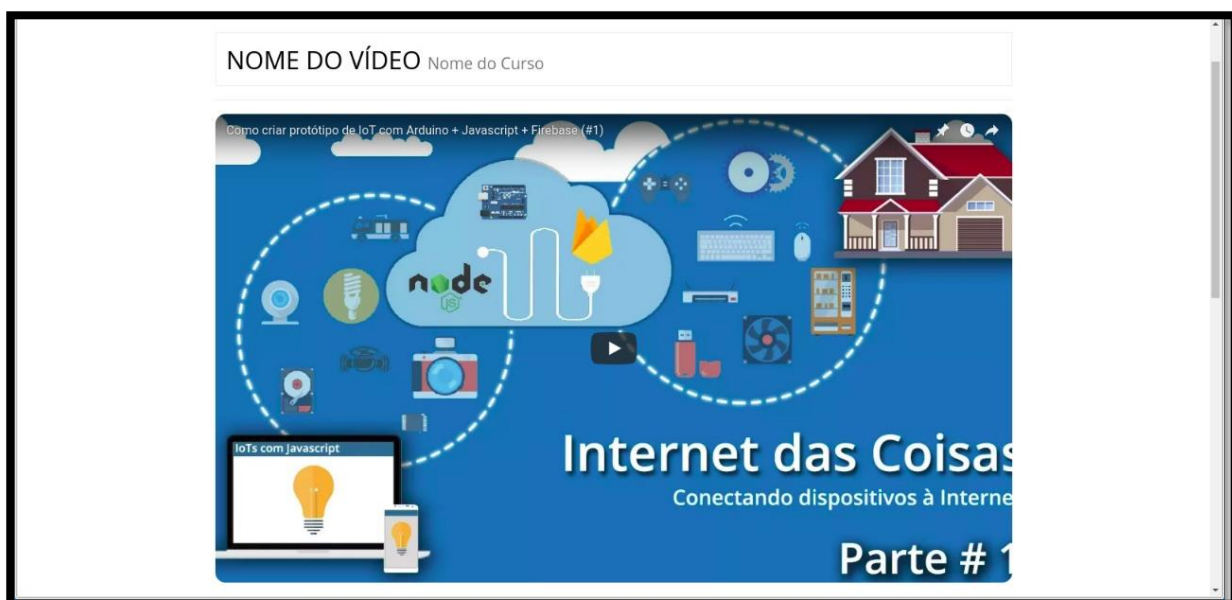 NOME DO VÍDEO Nome do Curso
Como criar protótipo de IoT com Arduino + Javascript + Firebase (#1)
node
JS
IoTs com Javascript
Internet das Coisas
Conectando dispositivos à Interne
Parte # 1